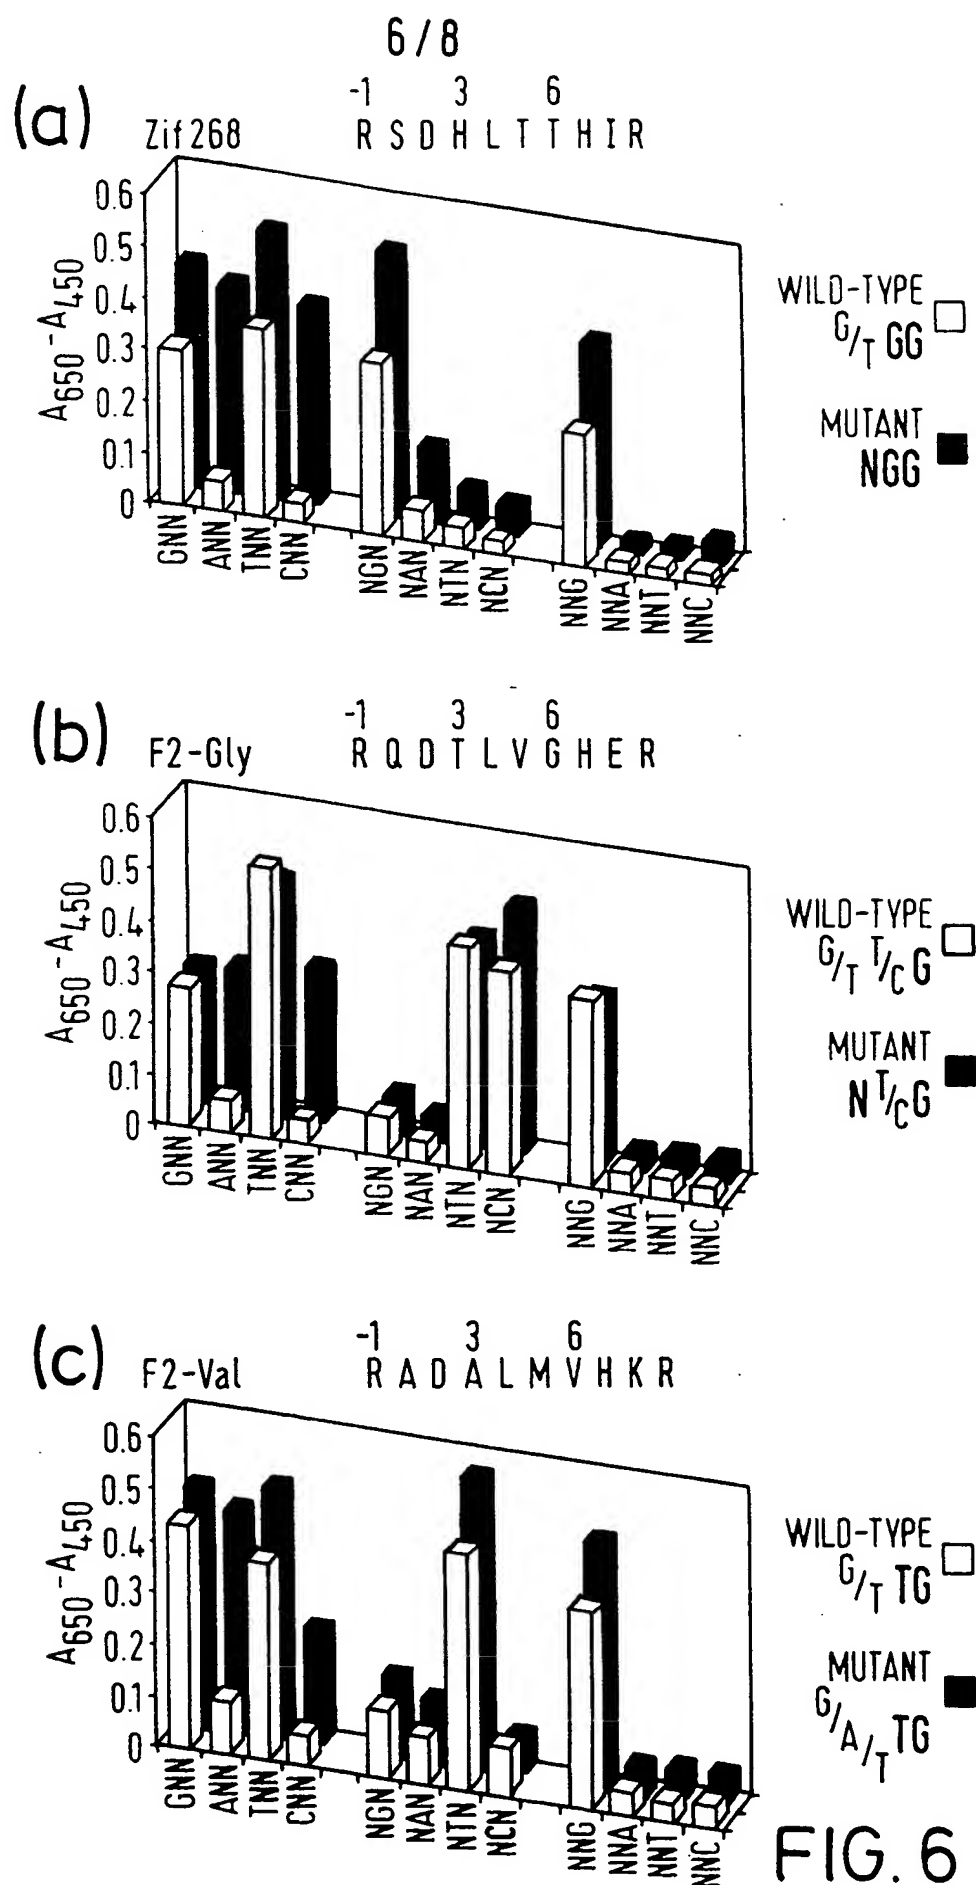 6/8
(a)
Zif268
-1 3 6
R S D H L T T H I R
A650-A450
0.6
0.5
0.4
0.3
0.2
0.1
0
GNN
ANN
TNN
CNN
NGN
NAN
NTN
NCN
NNG
NNA
NNT
NNC
WILD-TYPE
G/T GG
MUTANT
NGG
(b)
F2-Gly
-1 3 6
R Q D T L V G H E R
A650-A450
0.6
0.5
0.4
0.3
0.2
0.1
0
GNN
ANN
TNN
CNN
NGN
NAN
NTN
NCN
NNG
NNA
NNT
NNC
WILD-TYPE
G/T T/C G
MUTANT
N T/C G
(c)
F2-Val
-1 3 6
R A D A L M V H K R
A650-A450
0.6
0.5
0.4
0.3
0.2
0.1
0
GNN
ANN
TNN
CNN
NGN
NAN
NTN
NCN
NNG
NNA
NNT
NNC
WILD-TYPE
G/T TG
MUTANT
G/A/T TG
FIG. 6